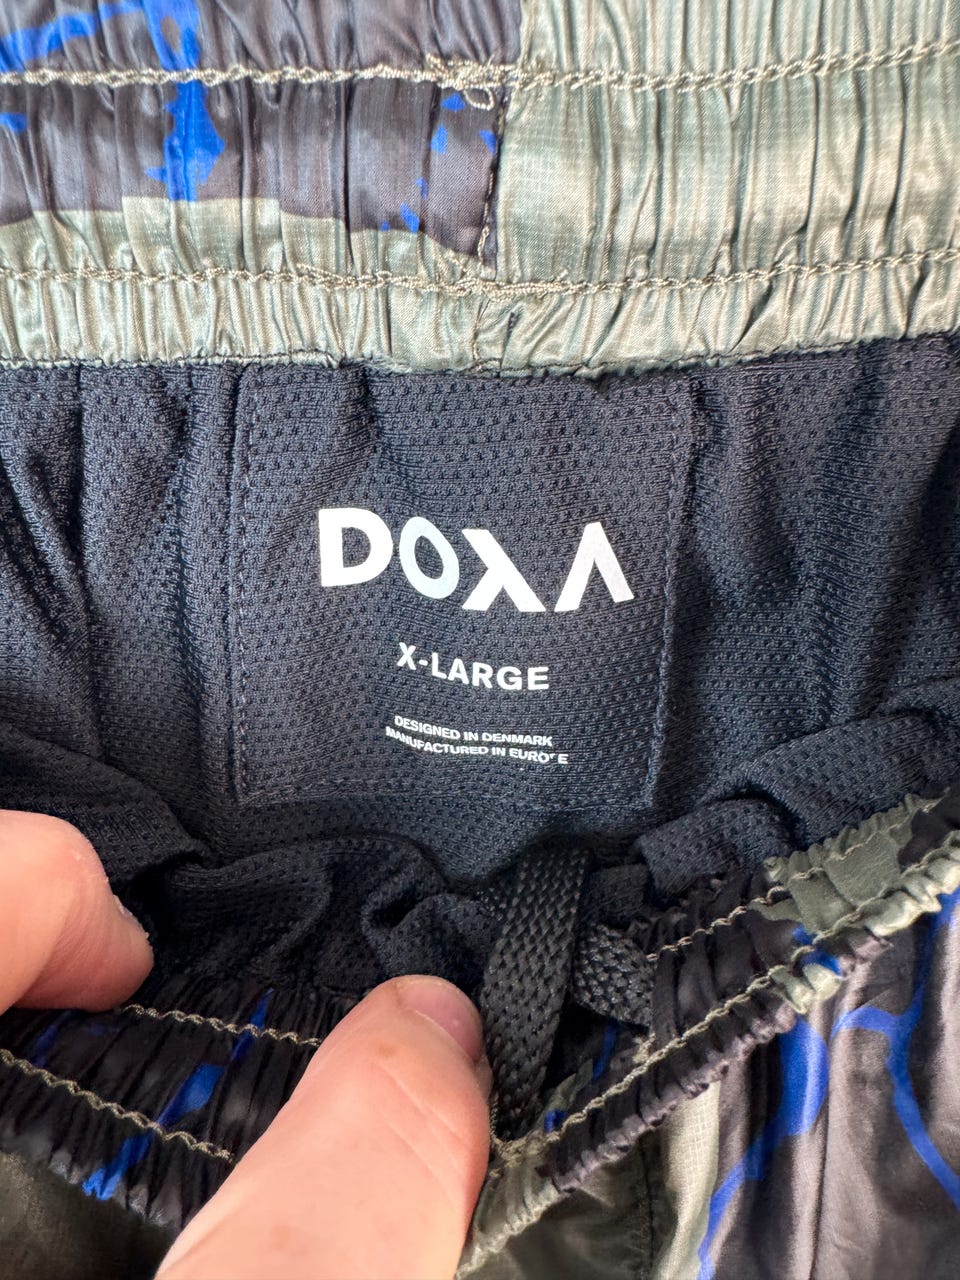 DOXA
X-LARGE
DESIGNED IN DENMARK
MANUFACTURED IN EUROPE